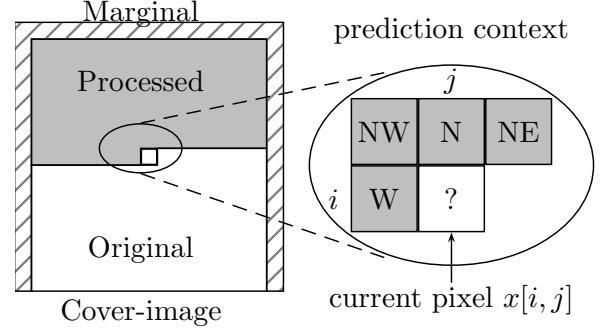 Marginal
prediction context
Processed
j
NW N NE
i W ?
Original
current pixel x[i, j]
Cover-image